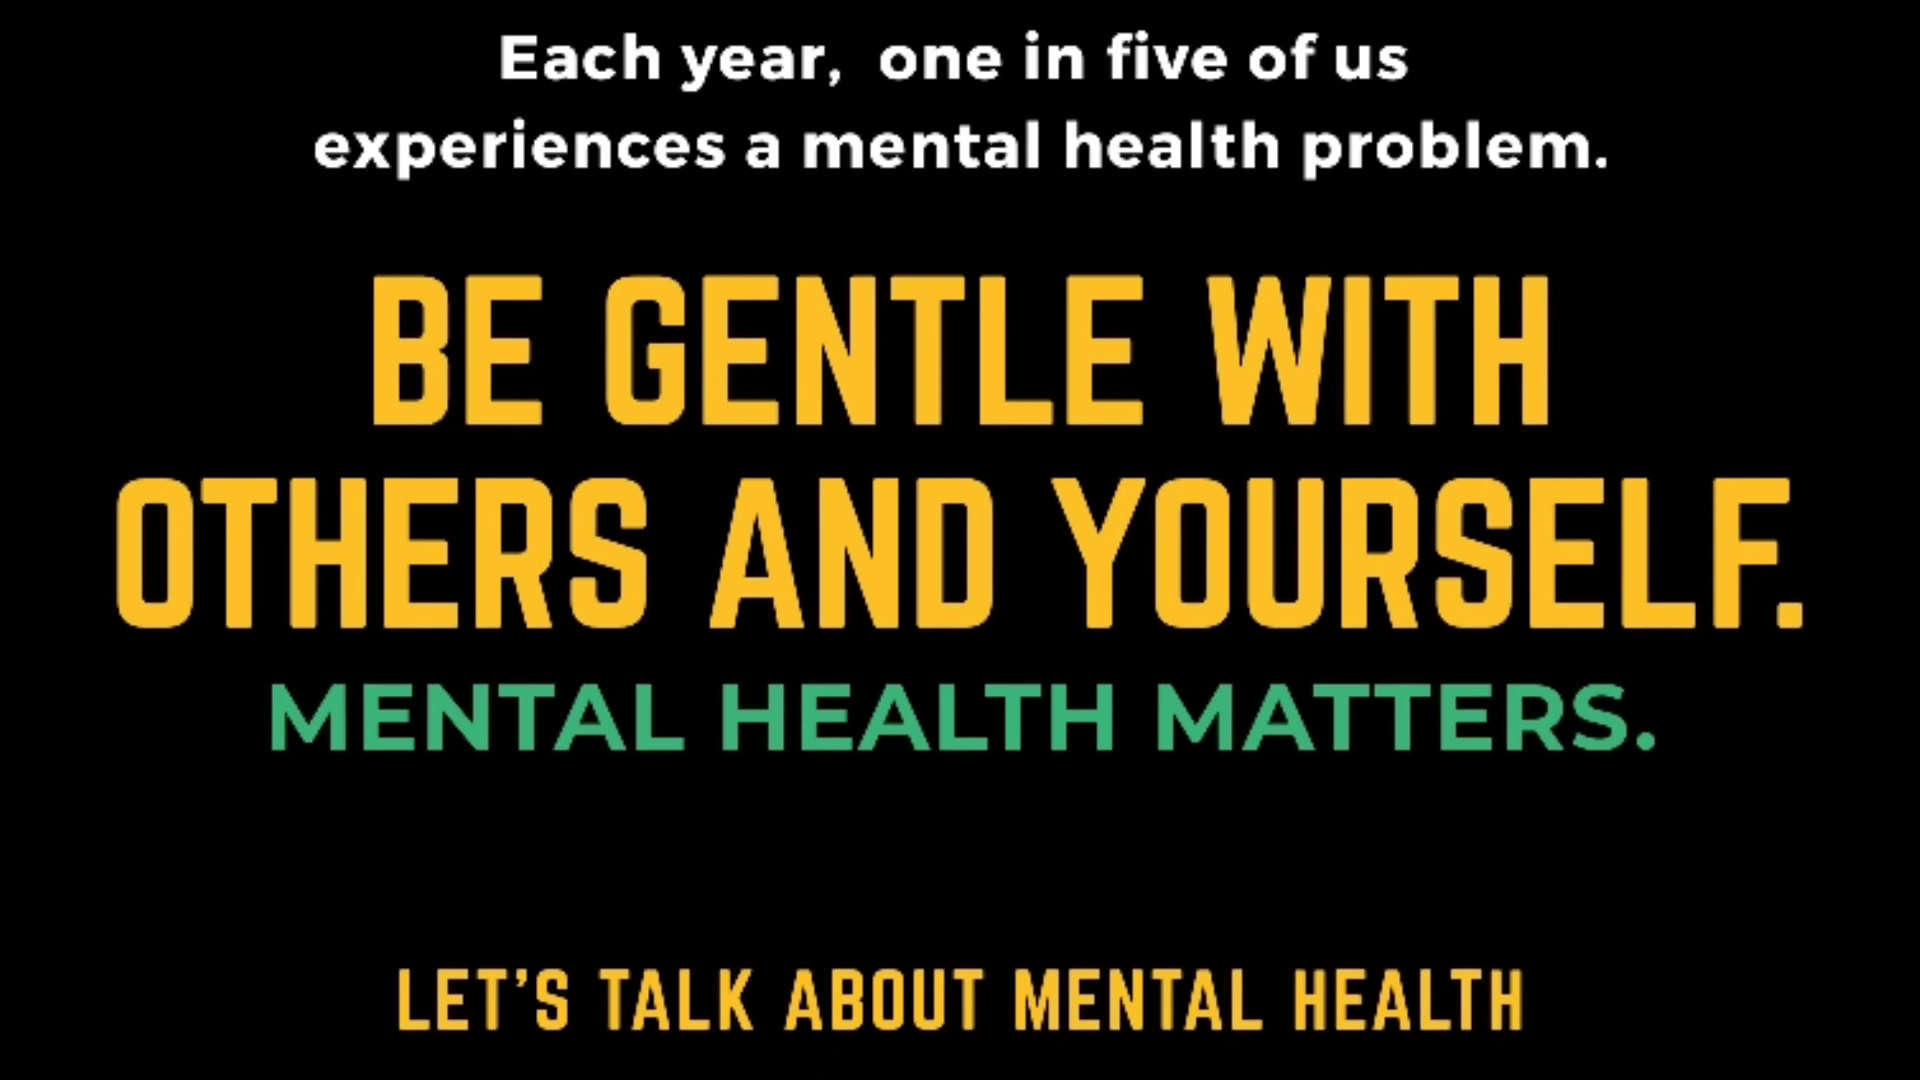 Each year, one in five of us
experiences a mental health problem.
BE GENTLE WITH
OTHERS AND YOURSELF.
MENTAL HEALTH MATTERS.
LET'S TALK ABOUT MENTAL HEALTH